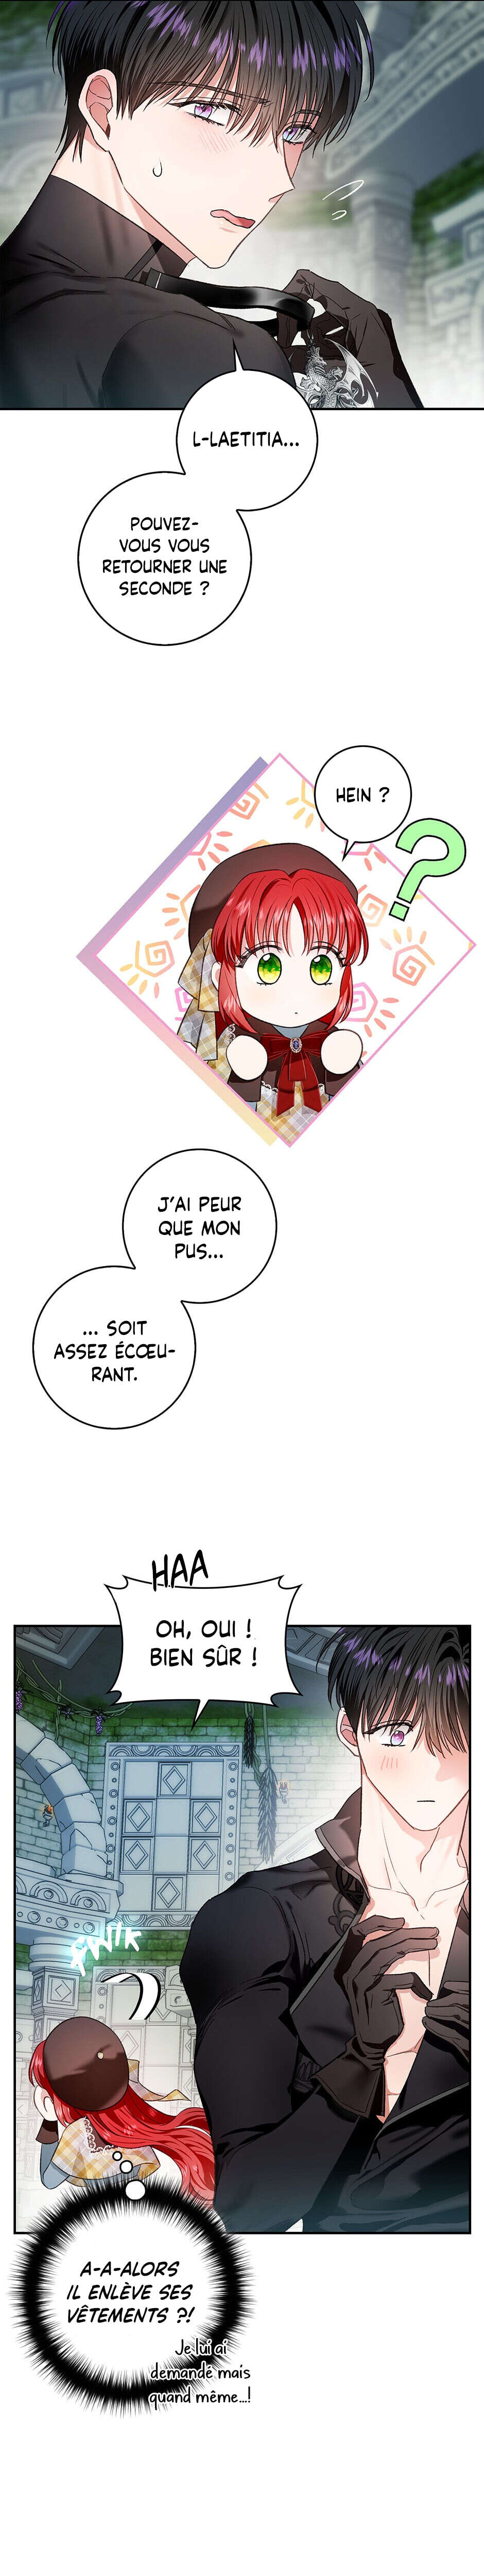 L-LAETITIA...
POUVEZ-
VOUS VOUS
RETOURNER UNE
SECONDE ?
HEIN ?
?
J'AI PEUR
QUE MON
PUS...
... SOIT
ASSEZ ÉCŒU-
RANT.
HAA
OH, OUI !
BIEN SÛR !
FWIK
A-A-ALORS
IL ENLÈVE SES
VÊTEMENTS ?!
Je lui ai
demandé mais
quand même...!